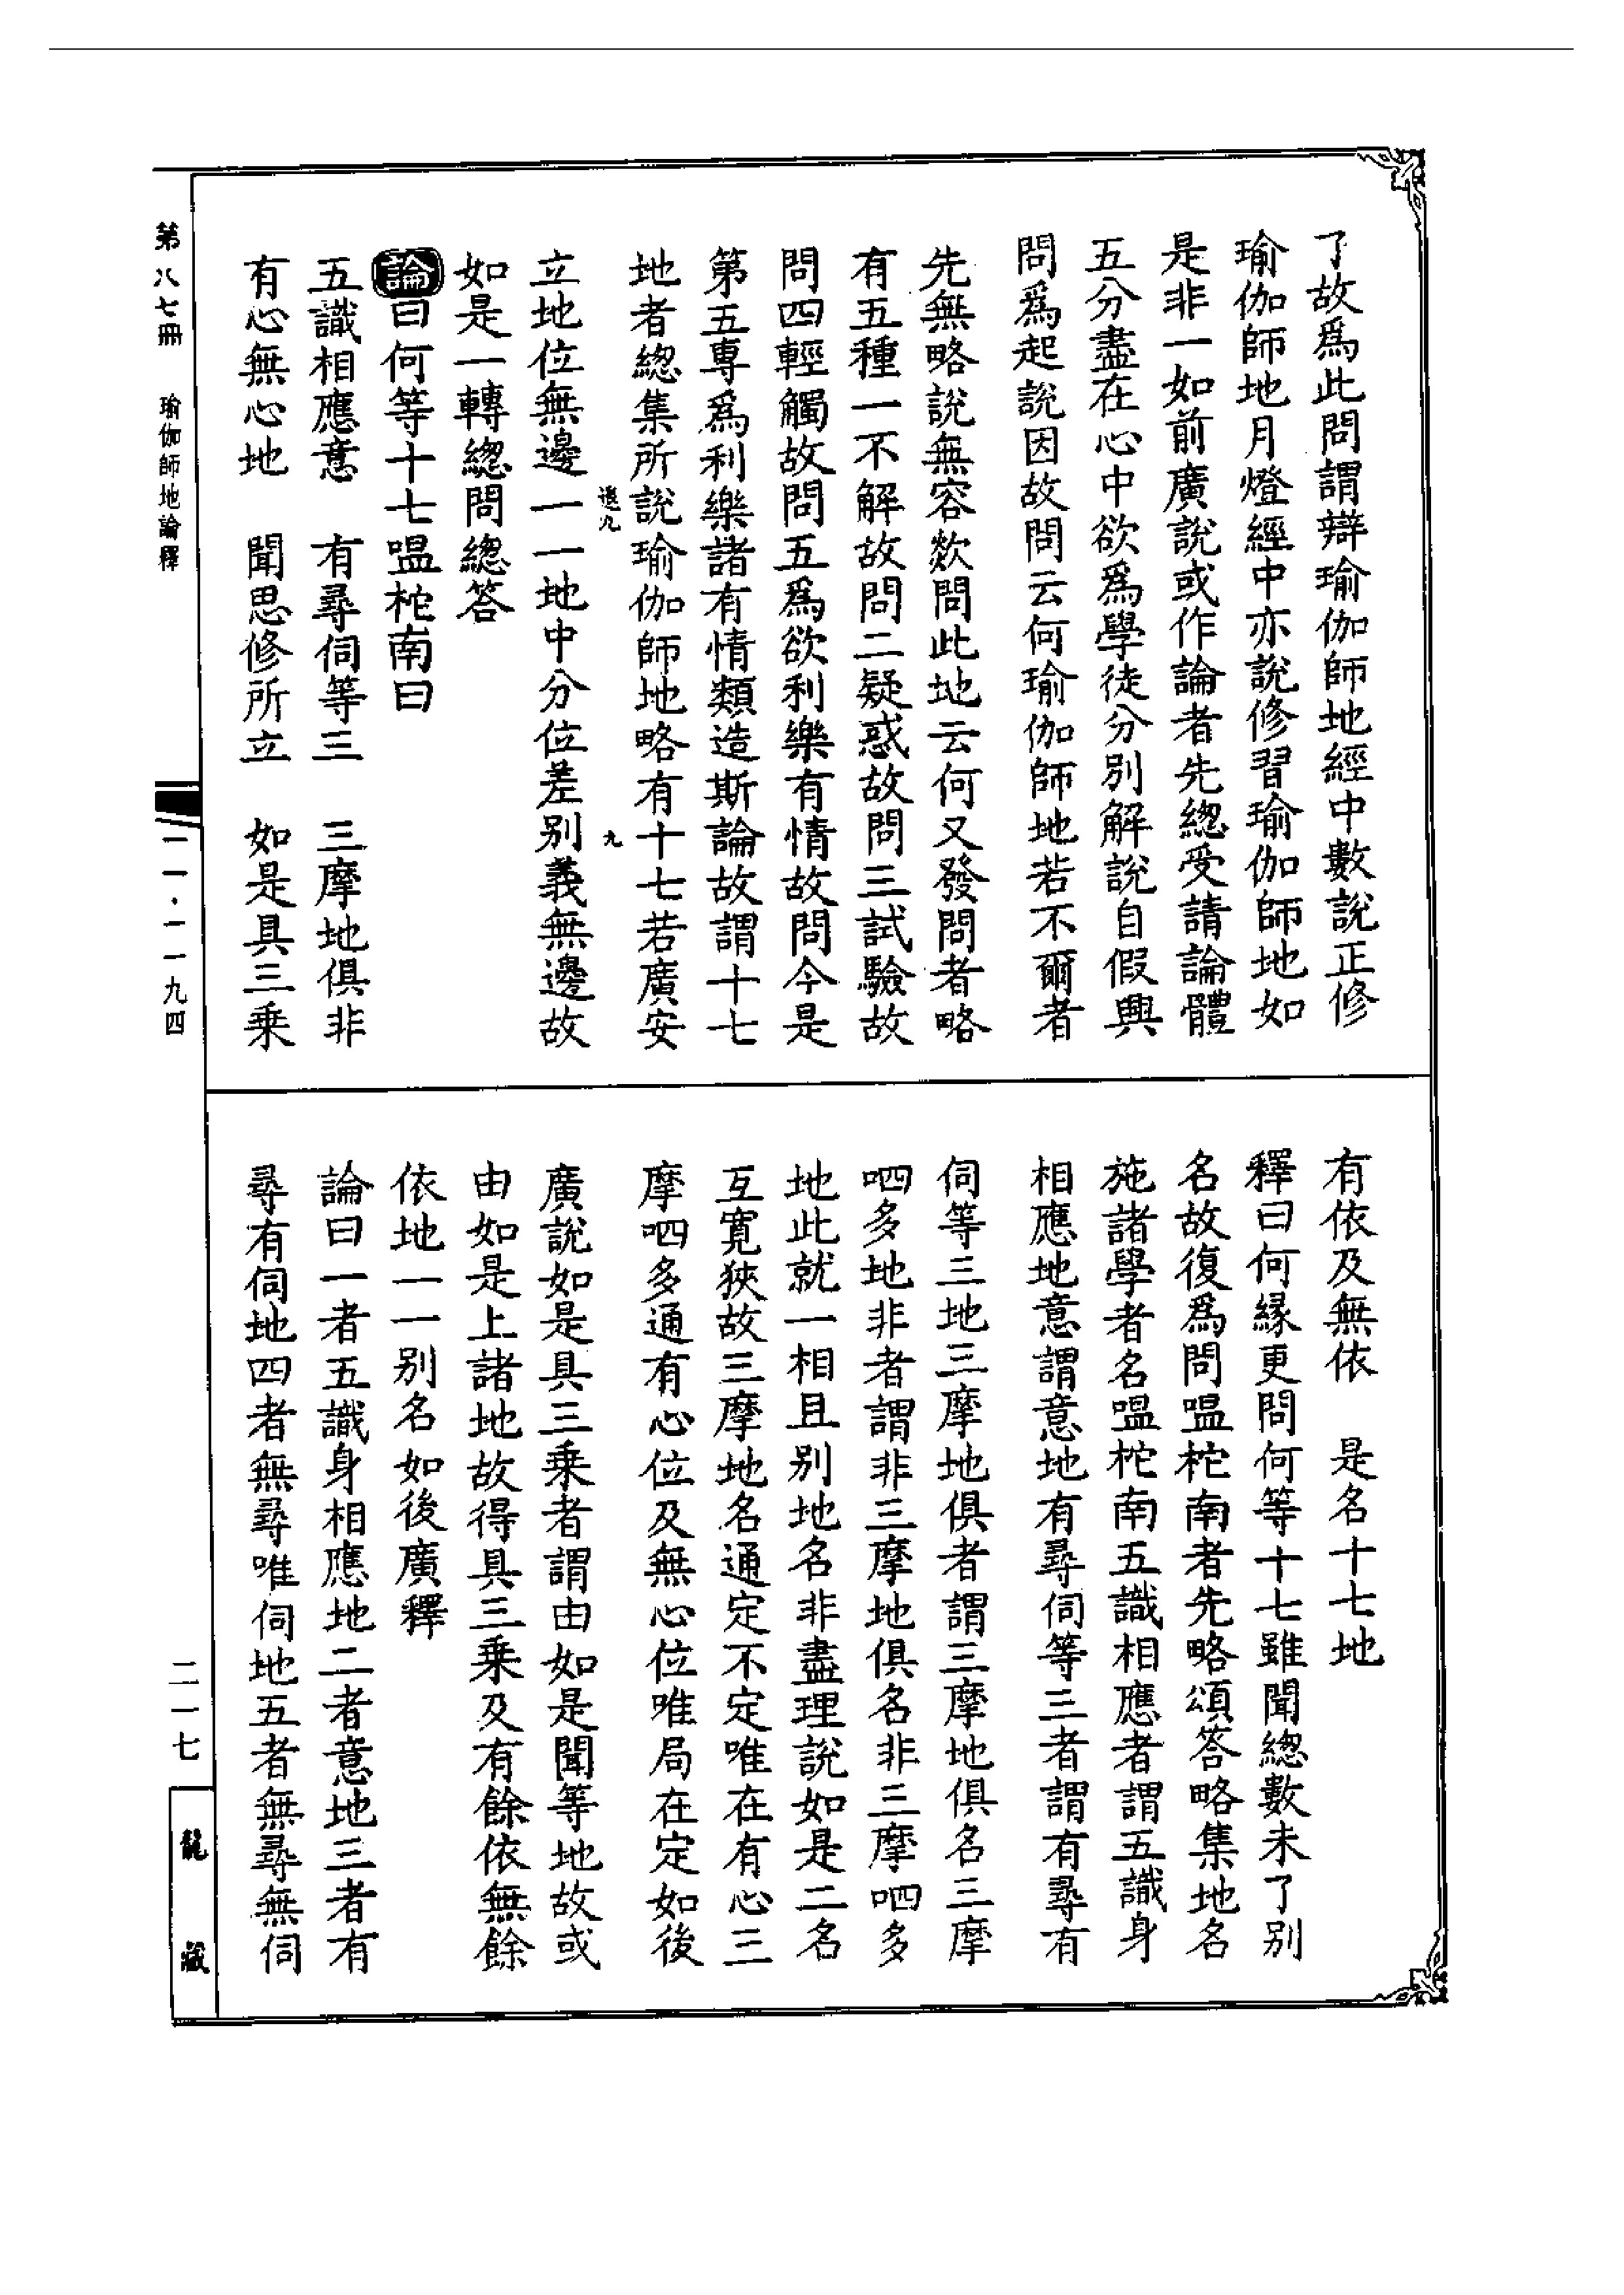 了故爲此問謂辯瑜伽師地經中數說正修
瑜伽師地月燈經中亦說修習瑜伽師地如
是非一如前廣說或作論者先總受請論體
五分盡在心中欲爲學徒分別解說自假興
問爲起說因故問云何瑜伽師地若不爾者
先無略說無容欻問此地云何又發問者略
有五種一不解故問二疑惑故問三試驗故
問四輕觸故問五爲欲利樂有情故問今是
第五專爲利樂諸有情類造斯論故謂十七
地者總集所說瑜伽師地略有十七若廣安
退九 九
立地位無邊一一地中分位差別義無邊故
如是一轉總問總答
論曰何等十七嗢柁南曰
五識相應意 有尋伺等三 三摩地俱非
有心無心地 聞思修所立 如是具三乘
有依及無依 是名十七地
釋曰何緣更問何等十七雖聞總數未了別
名故復爲問嗢柁南者先略頌答略集地名
施諸學者名嗢柁南五識相應者謂五識身
相應地意謂意地有尋伺等三者謂有尋有
伺等三地三摩地俱者謂三摩地俱名三摩
呬多地非者謂非三摩地俱名非三摩呬多
地此就一相且別地名非盡理說如是二名
互寬狹故三摩地名通定不定唯在有心三
摩呬多通有心位及無心位唯局在定如後
廣說如是具三乘者謂由如是聞等地故或
由如是上諸地故得具三乘及有餘依無餘
依地一一別名如後廣釋
論曰一者五識身相應地二者意地三者有
尋有伺地四者無尋唯伺地五者無尋無伺
第八七冊 瑜伽師地論釋
一一·一一九四
二一七
龍藏